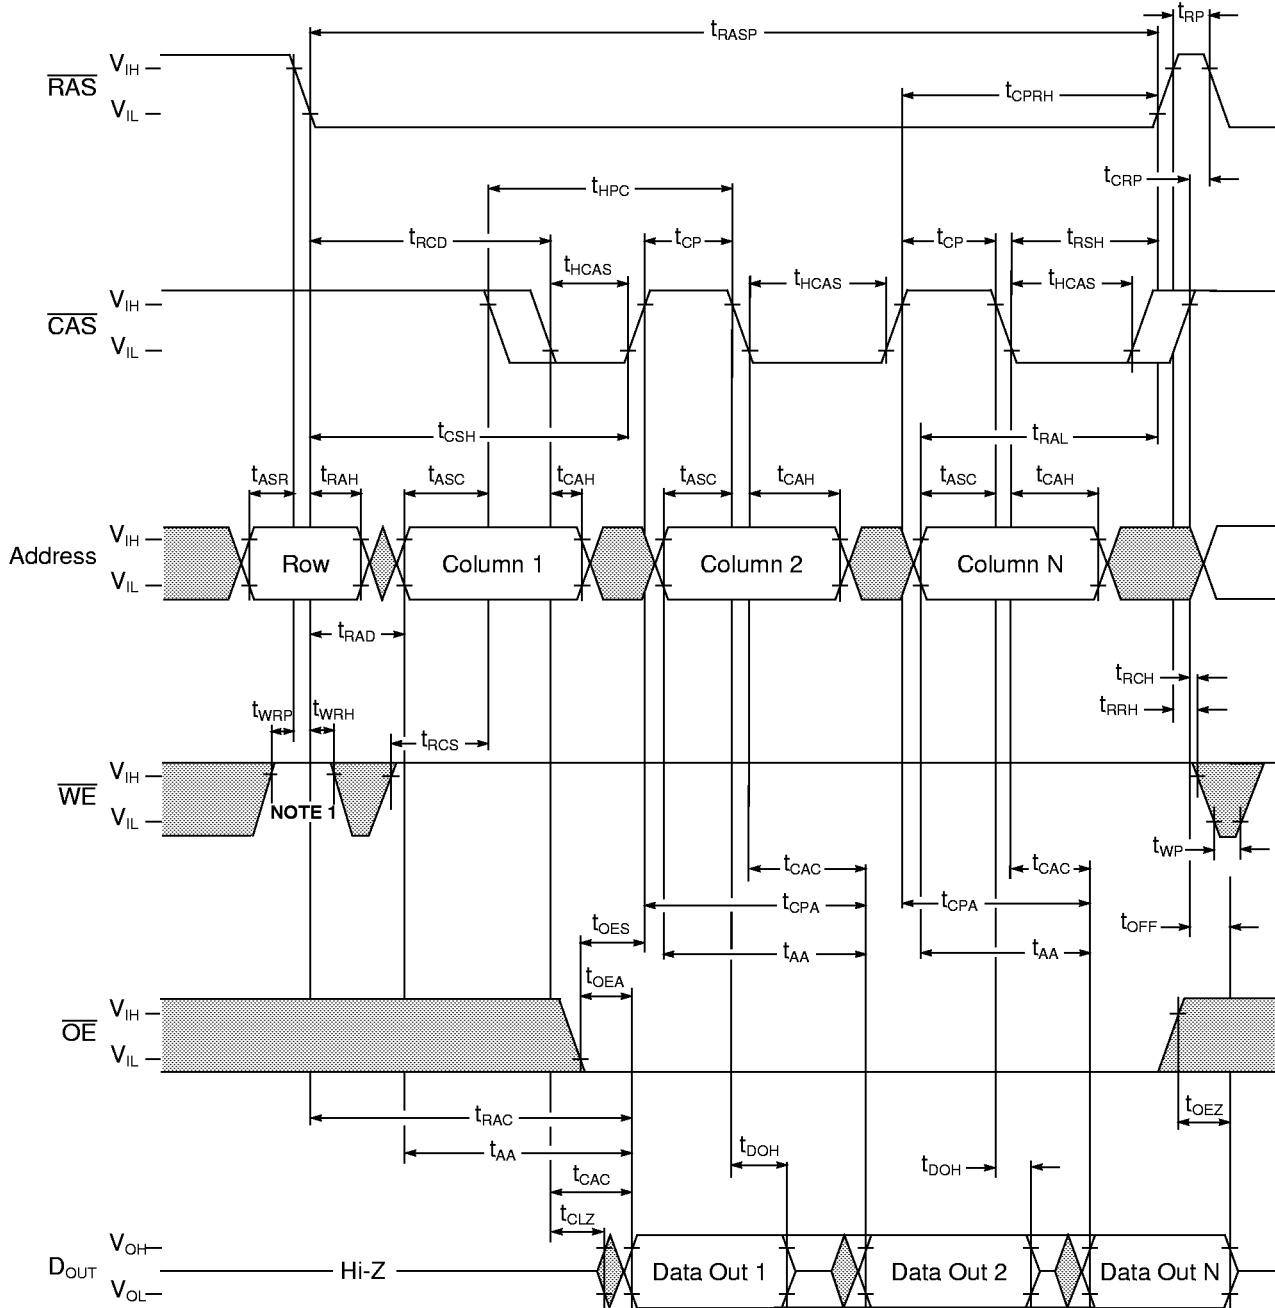 tRP
tRASP
VIH
RAS
VIL
tCPRH
tCRP
tHPC
tRCD
tCP
tCP
tRSH
tHCAS
tHCAS
tHCAS
VIH
CAS
VIL
tCSH
tRAL
tASR
tRAH
tASC
tCAH
tASC
tCAH
tASC
tCAH
VIH
Address
Row
Column 1
Column 2
Column N
VIL
tRAD
tRCH
tRRH
tWRP
tWRH
tRCS
VIH
WE
NOTE 1
VIL
tWP
tCAC
tCAC
tCPA
tCPA
tOES
tOFF
tAA
tAA
tOEA
VIH
OE
VIL
tRAC
tOEZ
tAA
tDOH
tDOH
tCAC
tCLZ
VOH
DOUT
Hi-Z
Data Out 1
Data Out 2
Data Out N
VOL